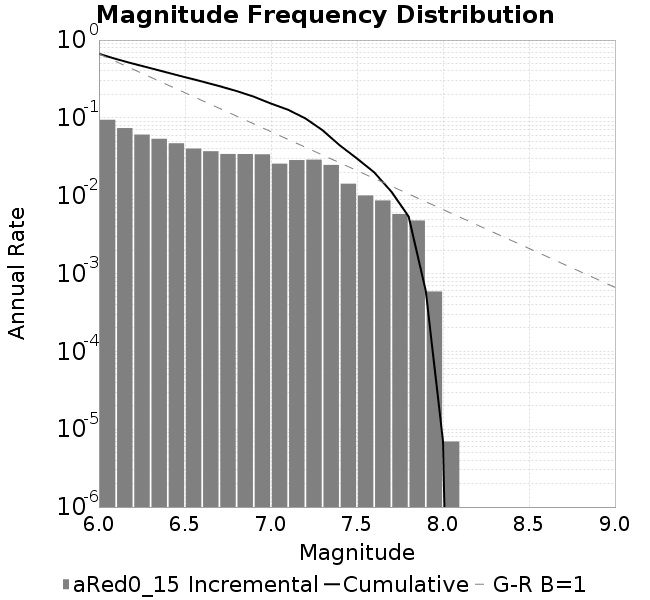 Magnitude Frequency Distribution
10^0
10^-1
10^-2
10^-3
10^-4
10^-5
10^-6
Annual Rate
6.0 6.5 7.0 7.5 8.0 8.5 9.0
Magnitude
aRed0_15 Incremental Cumulative G-R B=1